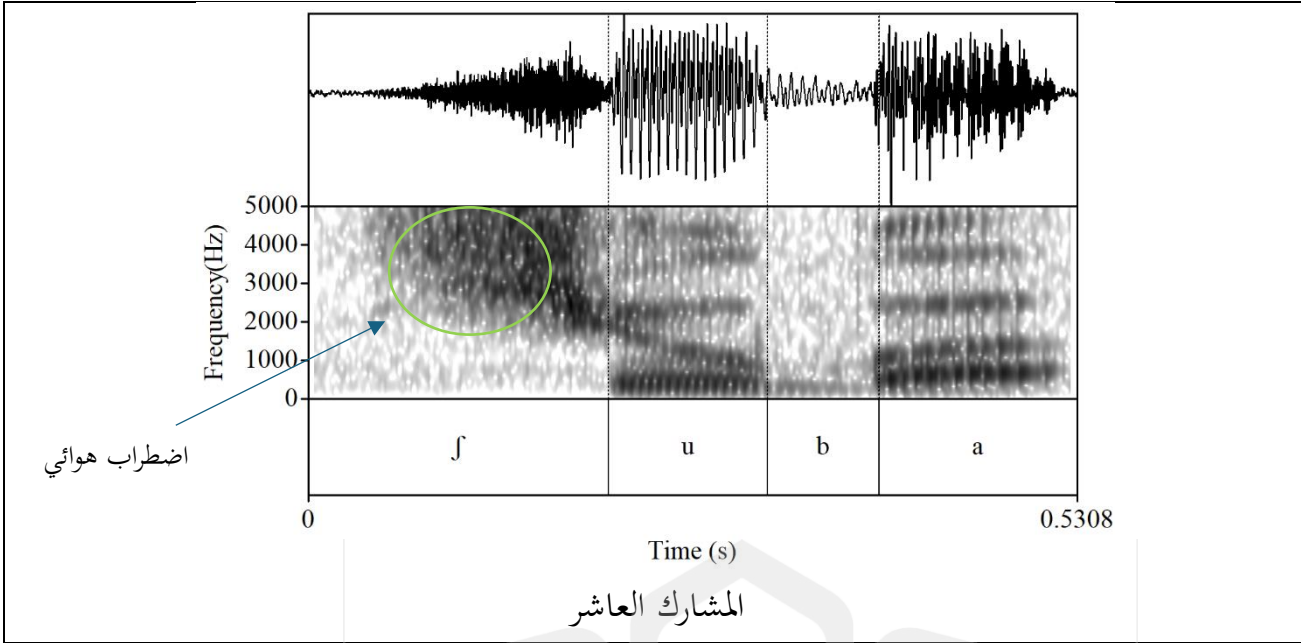 5000
4000
3000
2000
1000
0
Frequency(Hz)
اضطراب هوائي
ʃ u b a
0 0.5308
Time (s)
المشارك العاشر